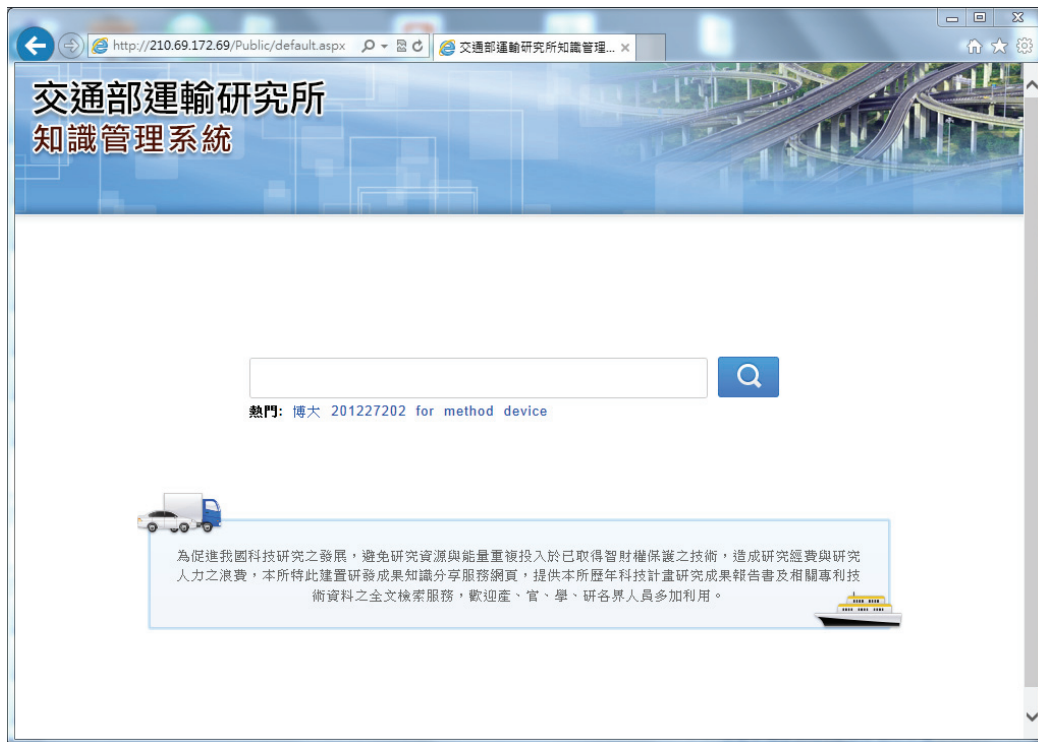 http://210.69.172.69/Public/default.aspx
交通部運輸研究所知識管理...
交通部運輸研究所
知識管理系統
熱門: 博大 201227202 for method device
為促進我國科技研究之發展，避免研究資源與能量重複投入於已取得智財權保護之技術，造成研究經費與研究
人力之浪費，本所特此建置研發成果知識分享服務網頁，提供本所歷年科技計畫研究成果報告書及相關專利技
術資料之全文檢索服務，歡迎產、官、學、研各界人員多加利用。